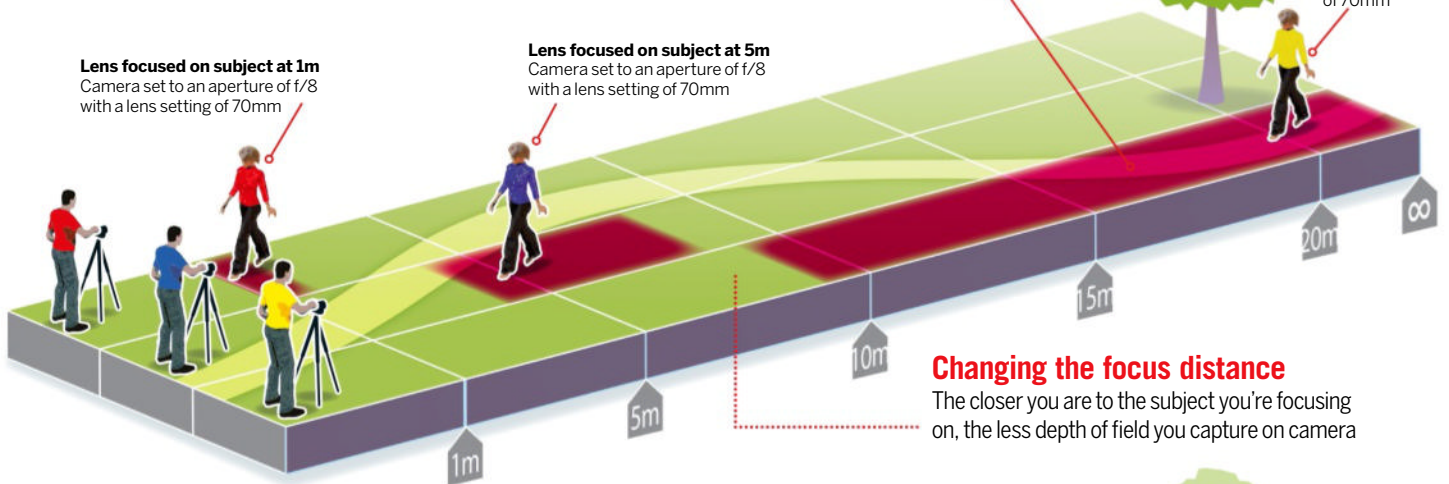 of 70mm
Lens focused on subject at 1m
Camera set to an aperture of f/8
with a lens setting of 70mm
Lens focused on subject at 5m
Camera set to an aperture of f/8
with a lens setting of 70mm
1m
5m
10m
15m
20m
∞
Changing the focus distance
The closer you are to the subject you're focusing
on, the less depth of field you capture on camera